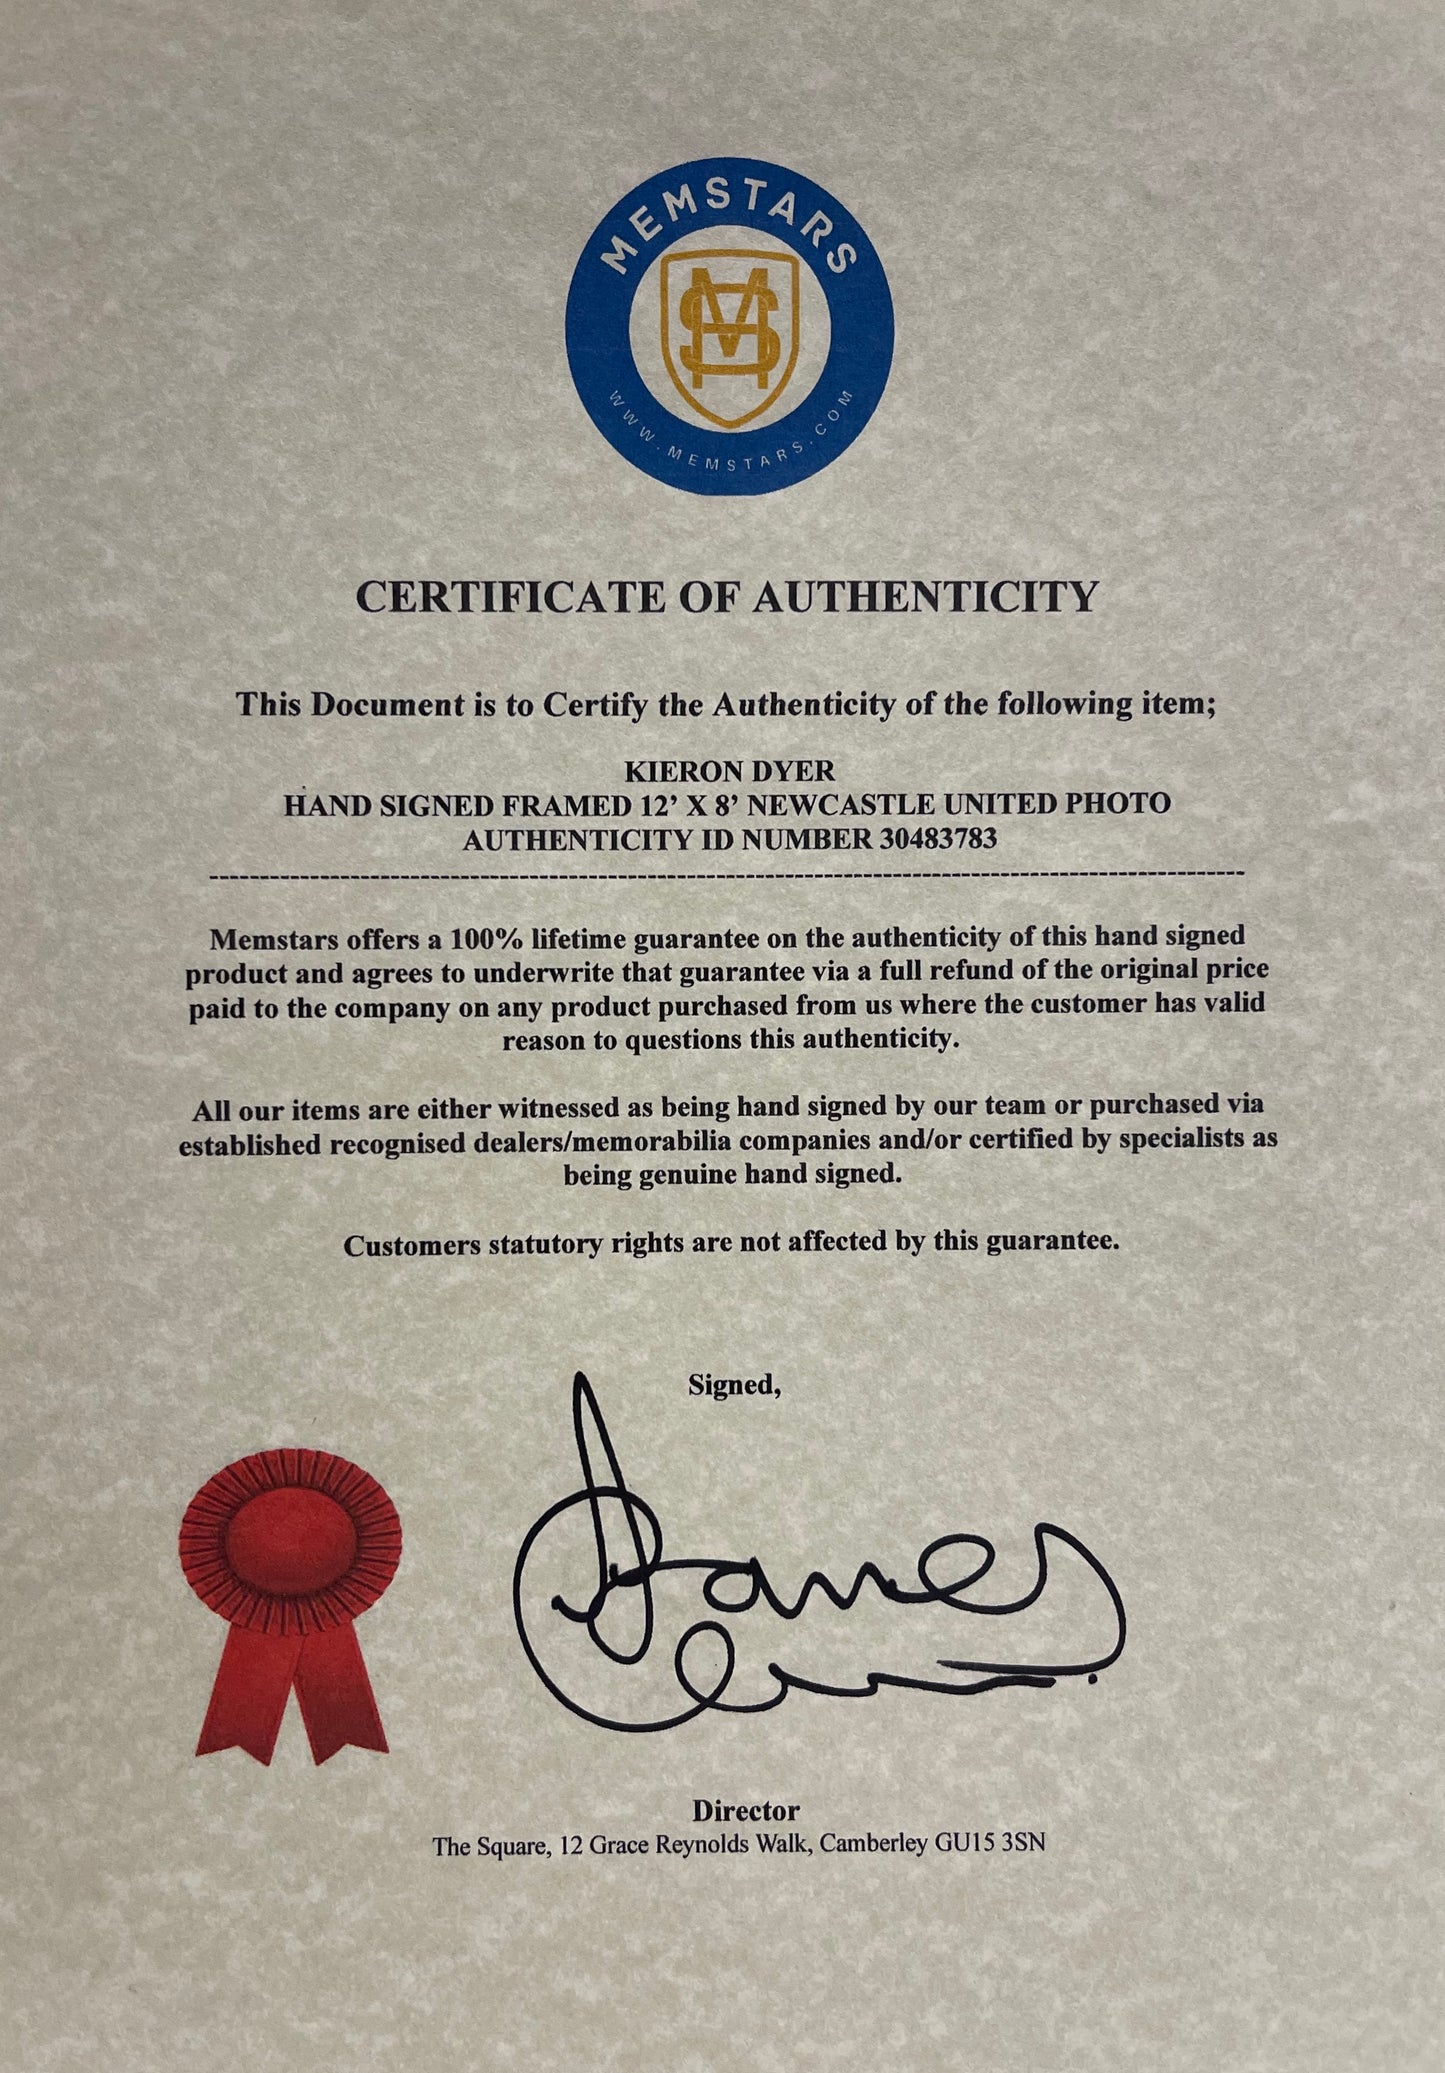 MEMSTARS
WWW.MEMSTARS.COM
CERTIFICATE OF AUTHENTICITY
This Document is to Certify the Authenticity of the following item;
KIERON DYER
HAND SIGNED FRAMED 12’ X 8’ NEWCASTLE UNITED PHOTO
AUTHENTICITY ID NUMBER 30483783
Memstars offers a 100% lifetime guarantee on the authenticity of this hand signed
product and agrees to underwrite that guarantee via a full refund of the original price
paid to the company on any product purchased from us where the customer has valid
reason to questions this authenticity.
All our items are either witnessed as being hand signed by our team or purchased via
established recognised dealers/memorabilia companies and/or certified by specialists as
being genuine hand signed.
Customers statutory rights are not affected by this guarantee.
Signed,
Director
The Square, 12 Grace Reynolds Walk, Camberley GU15 3SN